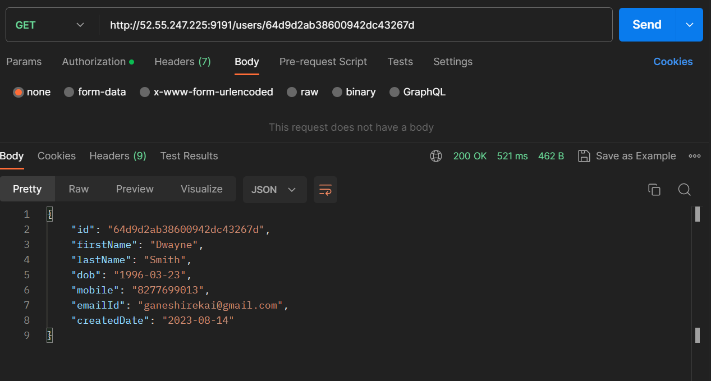 GET http://52.55.247.225:9191/users/64d9d2ab38600942dc43267d Send
Params Authorization Headers (7) Body Pre-request Script Tests Settings Cookies
none form-data x-www-form-urlencoded raw binary GraphQL
This request does not have a body
Body Cookies Headers (9) Test Results 200 OK 521 ms 462 B Save as Example
Pretty Raw Preview Visualize JSON
1 {
2 "id": "64d9d2ab38600942dc43267d",
3 "firstName": "Dwayne",
4 "lastName": "Smith",
5 "dob": "1996-03-23",
6 "mobile": "8277699013",
7 "emailId": "ganeshirekai@gmail.com",
8 "createdDate": "2023-08-14"
9 }